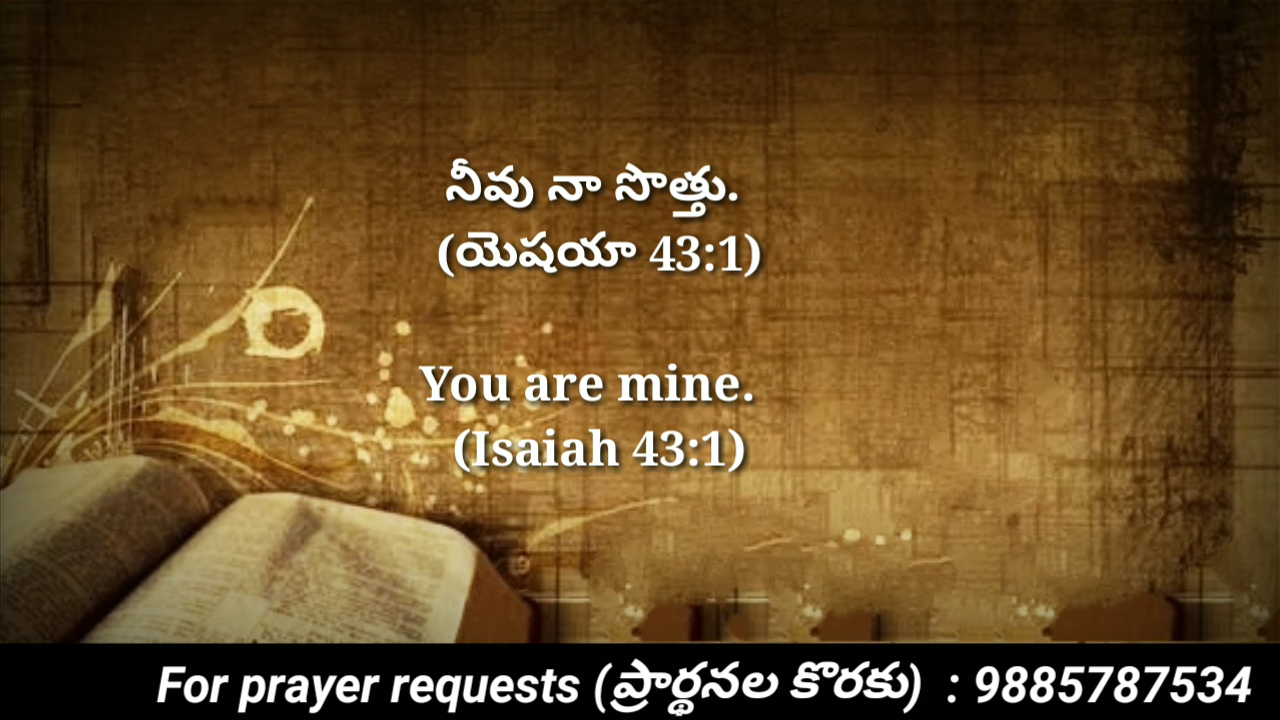 నీవు నా సొత్తు.
(యెషయా 43:1)
You are mine.
(Isaiah 43:1)
For prayer requests (ప్రార్థనల కొరకు) : 9885787534